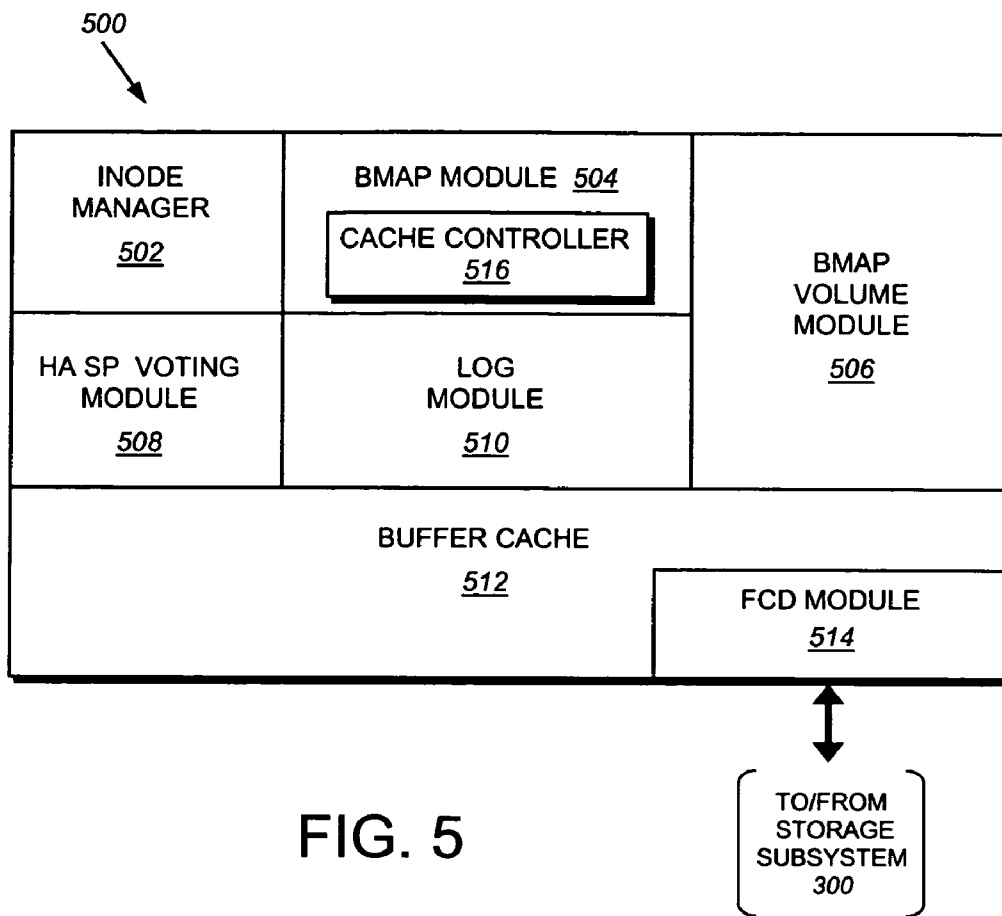 500
INODE
MANAGER
502
BMAP MODULE 504
CACHE CONTROLLER
516
BMAP
VOLUME
MODULE
506
HA SP VOTING
MODULE
508
LOG
MODULE
510
BUFFER CACHE
512
FCD MODULE
514
TO/FROM
STORAGE
SUBSYSTEM
300
FIG. 5